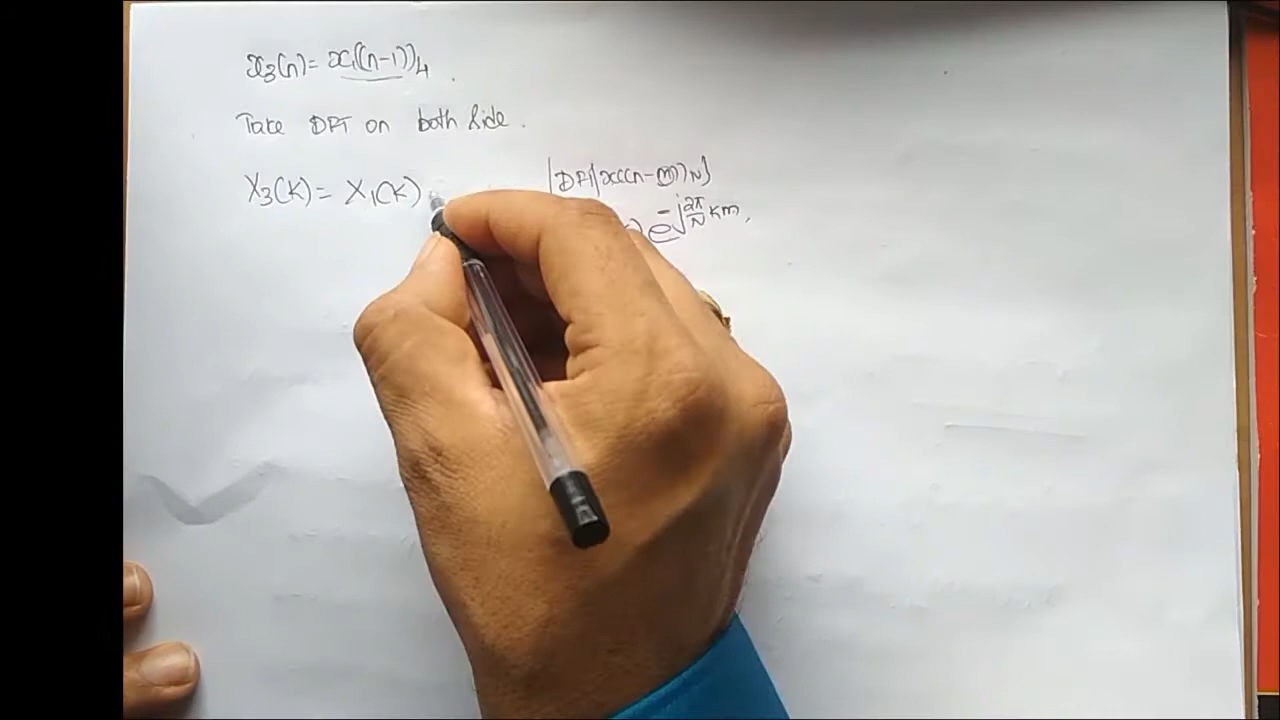 x₃(n) = x₁((n-1))₄ .
Take DFT on both side .
X₃(K) = X₁(K)
DFT{x((n-m))N}
) e^-j2π/N Km ,